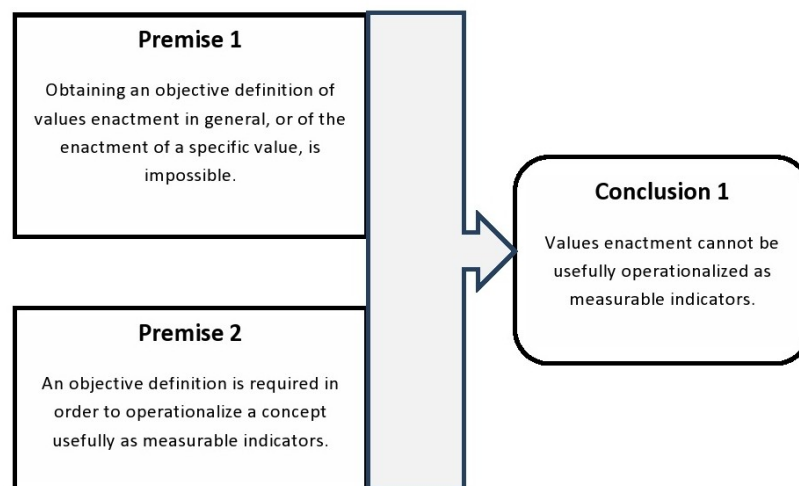 Premise 1
Obtaining an objective definition of
values enactment in general, or of the
enactment of a specific value, is
impossible.
Premise 2
An objective definition is required in
order to operationalize a concept
usefully as measurable indicators.
Conclusion 1
Values enactment cannot be
usefully operationalized as
measurable indicators.